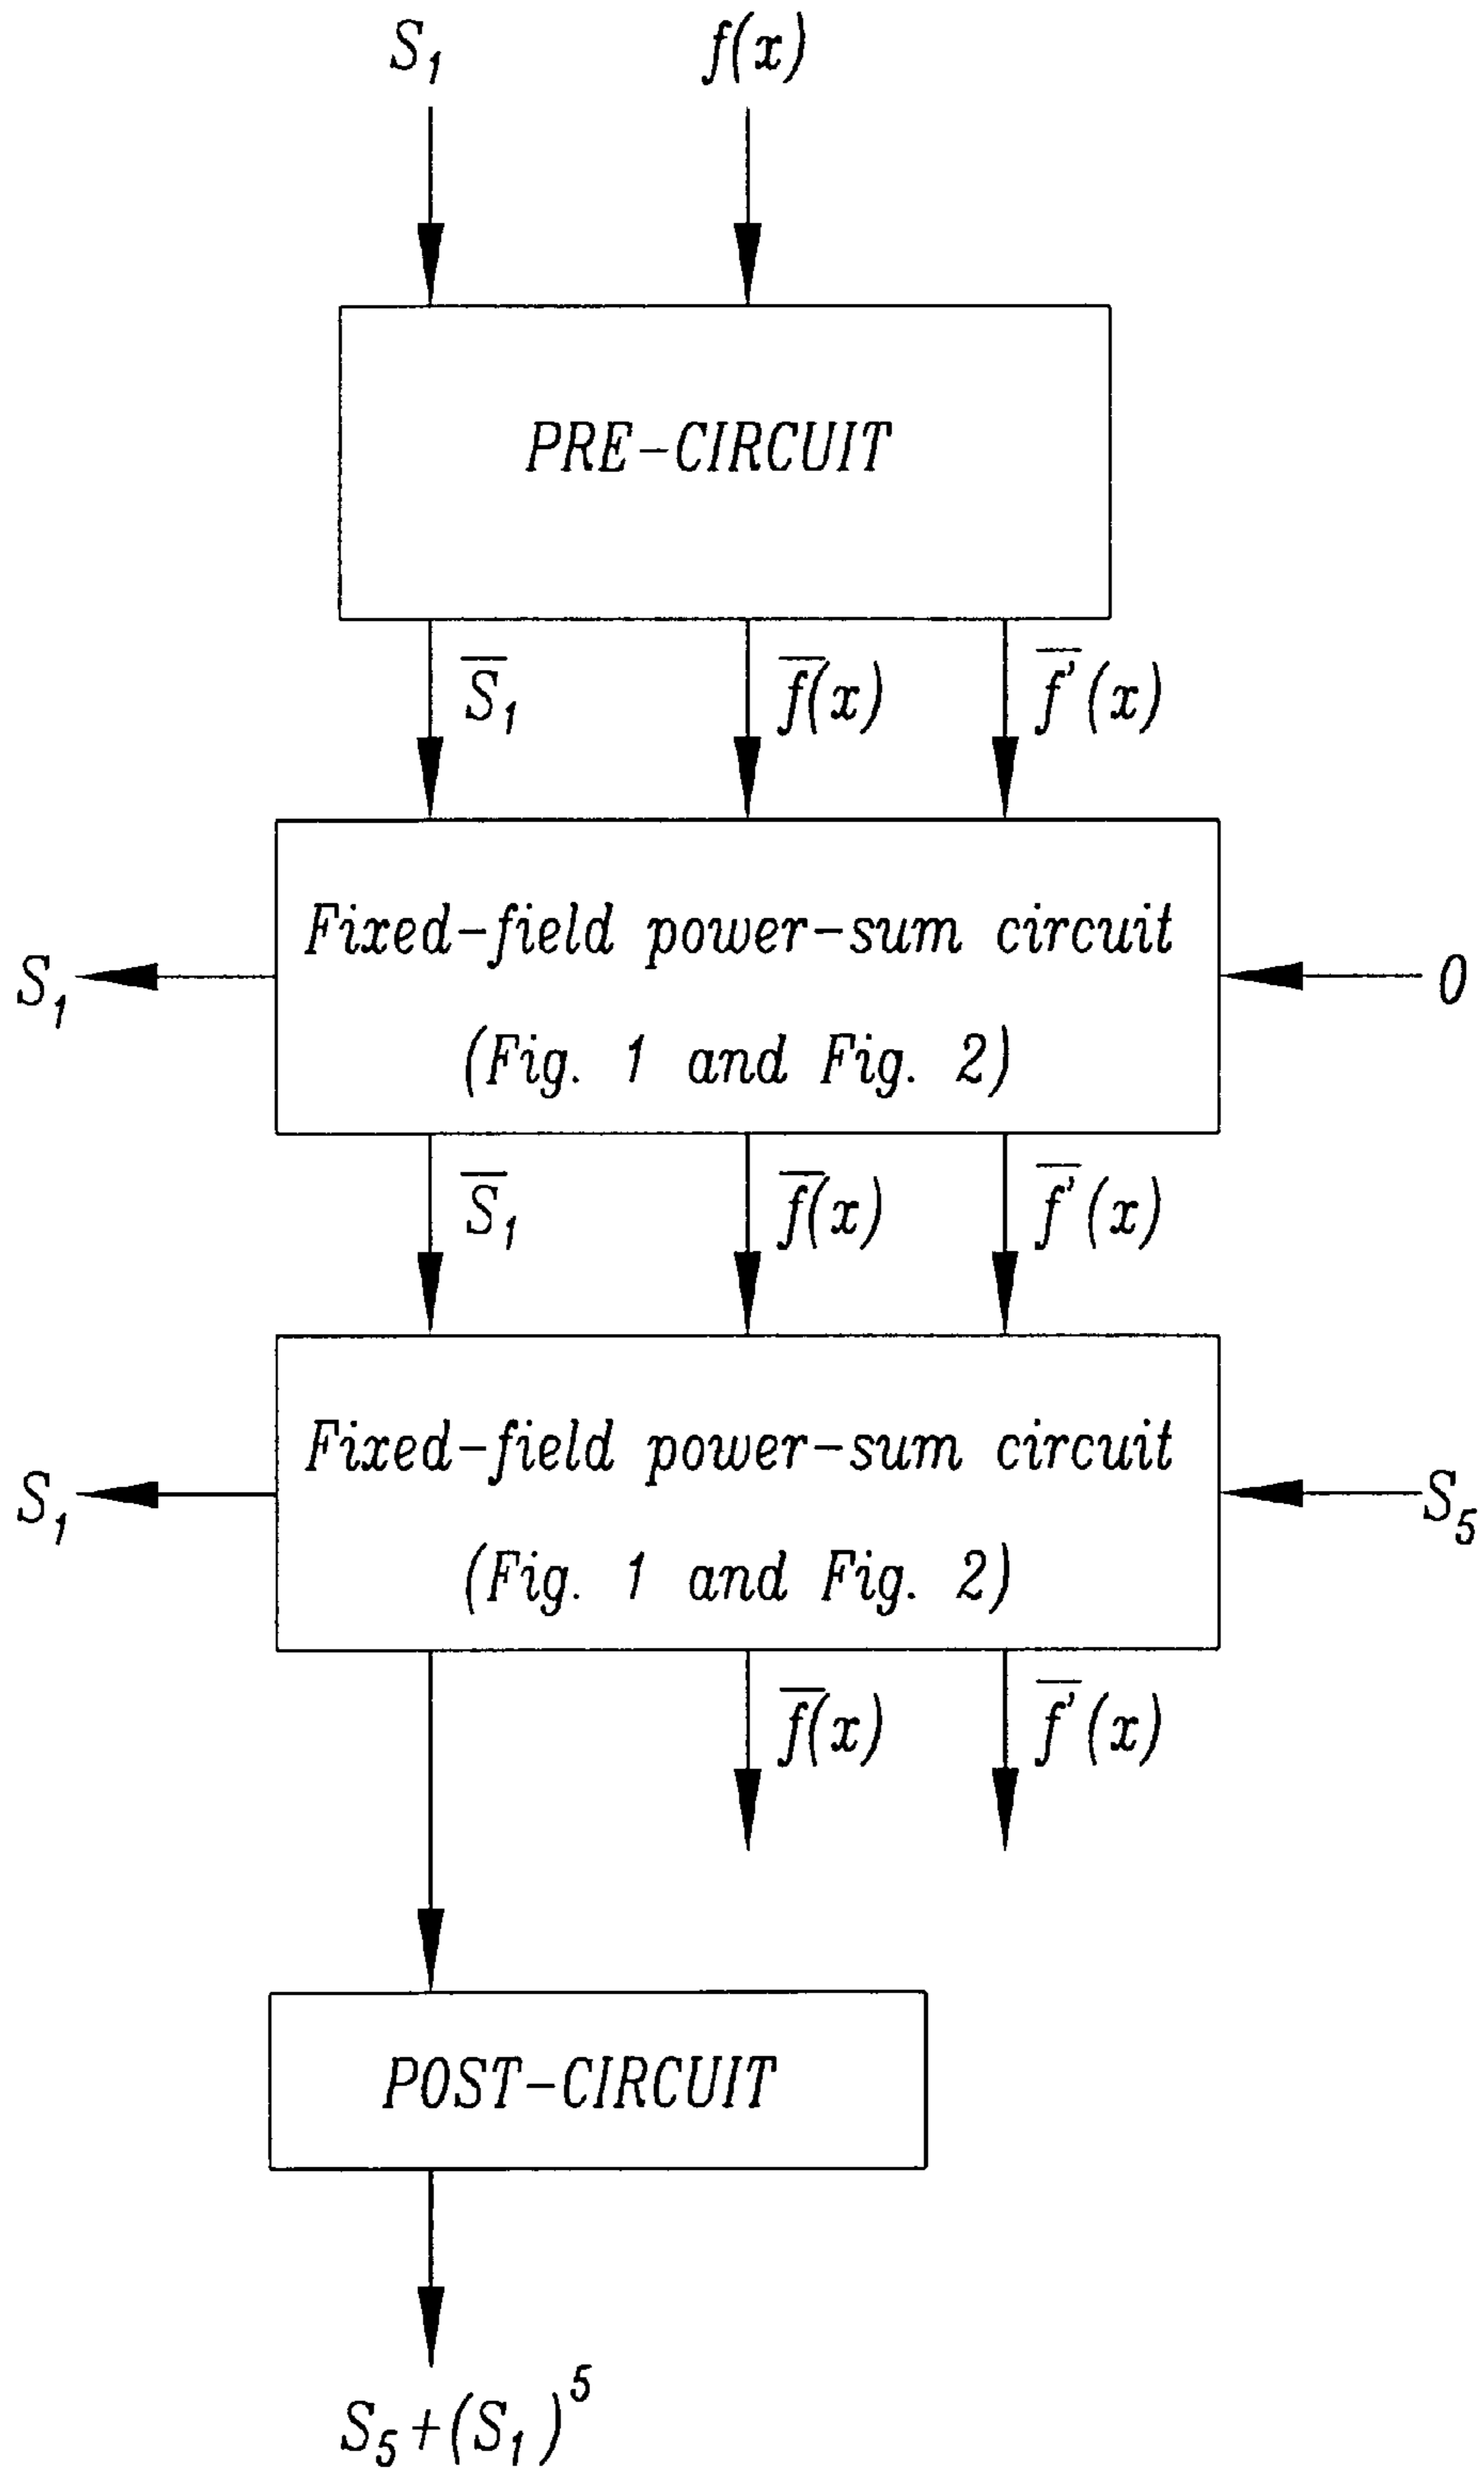 S₁ f(x)
PRE-CIRCUIT
S̅₁ f̅(x) f̅'(x)
Fixed-field power-sum circuit
S₁ 0
(Fig. 1 and Fig. 2)
S̅₁ f̅(x) f̅'(x)
Fixed-field power-sum circuit
S₁ S₅
(Fig. 1 and Fig. 2)
f̅(x) f̅'(x)
POST-CIRCUIT
S₅+(S₁)⁵